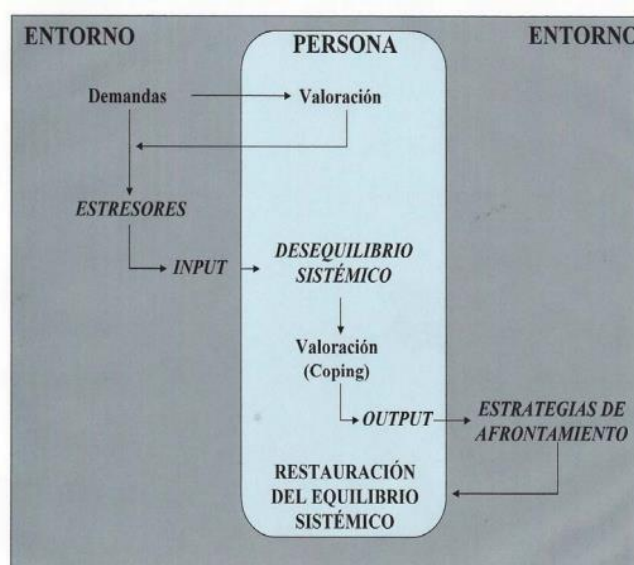 ENTORNO
PERSONA
ENTORNO
Demandas
Valoración
ESTRESORES
INPUT
DESEQUILIBRIO
SISTÉMICO
Valoración
(Coping)
OUTPUT
ESTRATEGIAS DE
AFRONTAMIENTO
RESTAURACIÓN
DEL EQUILIBRIO
SISTÉMICO